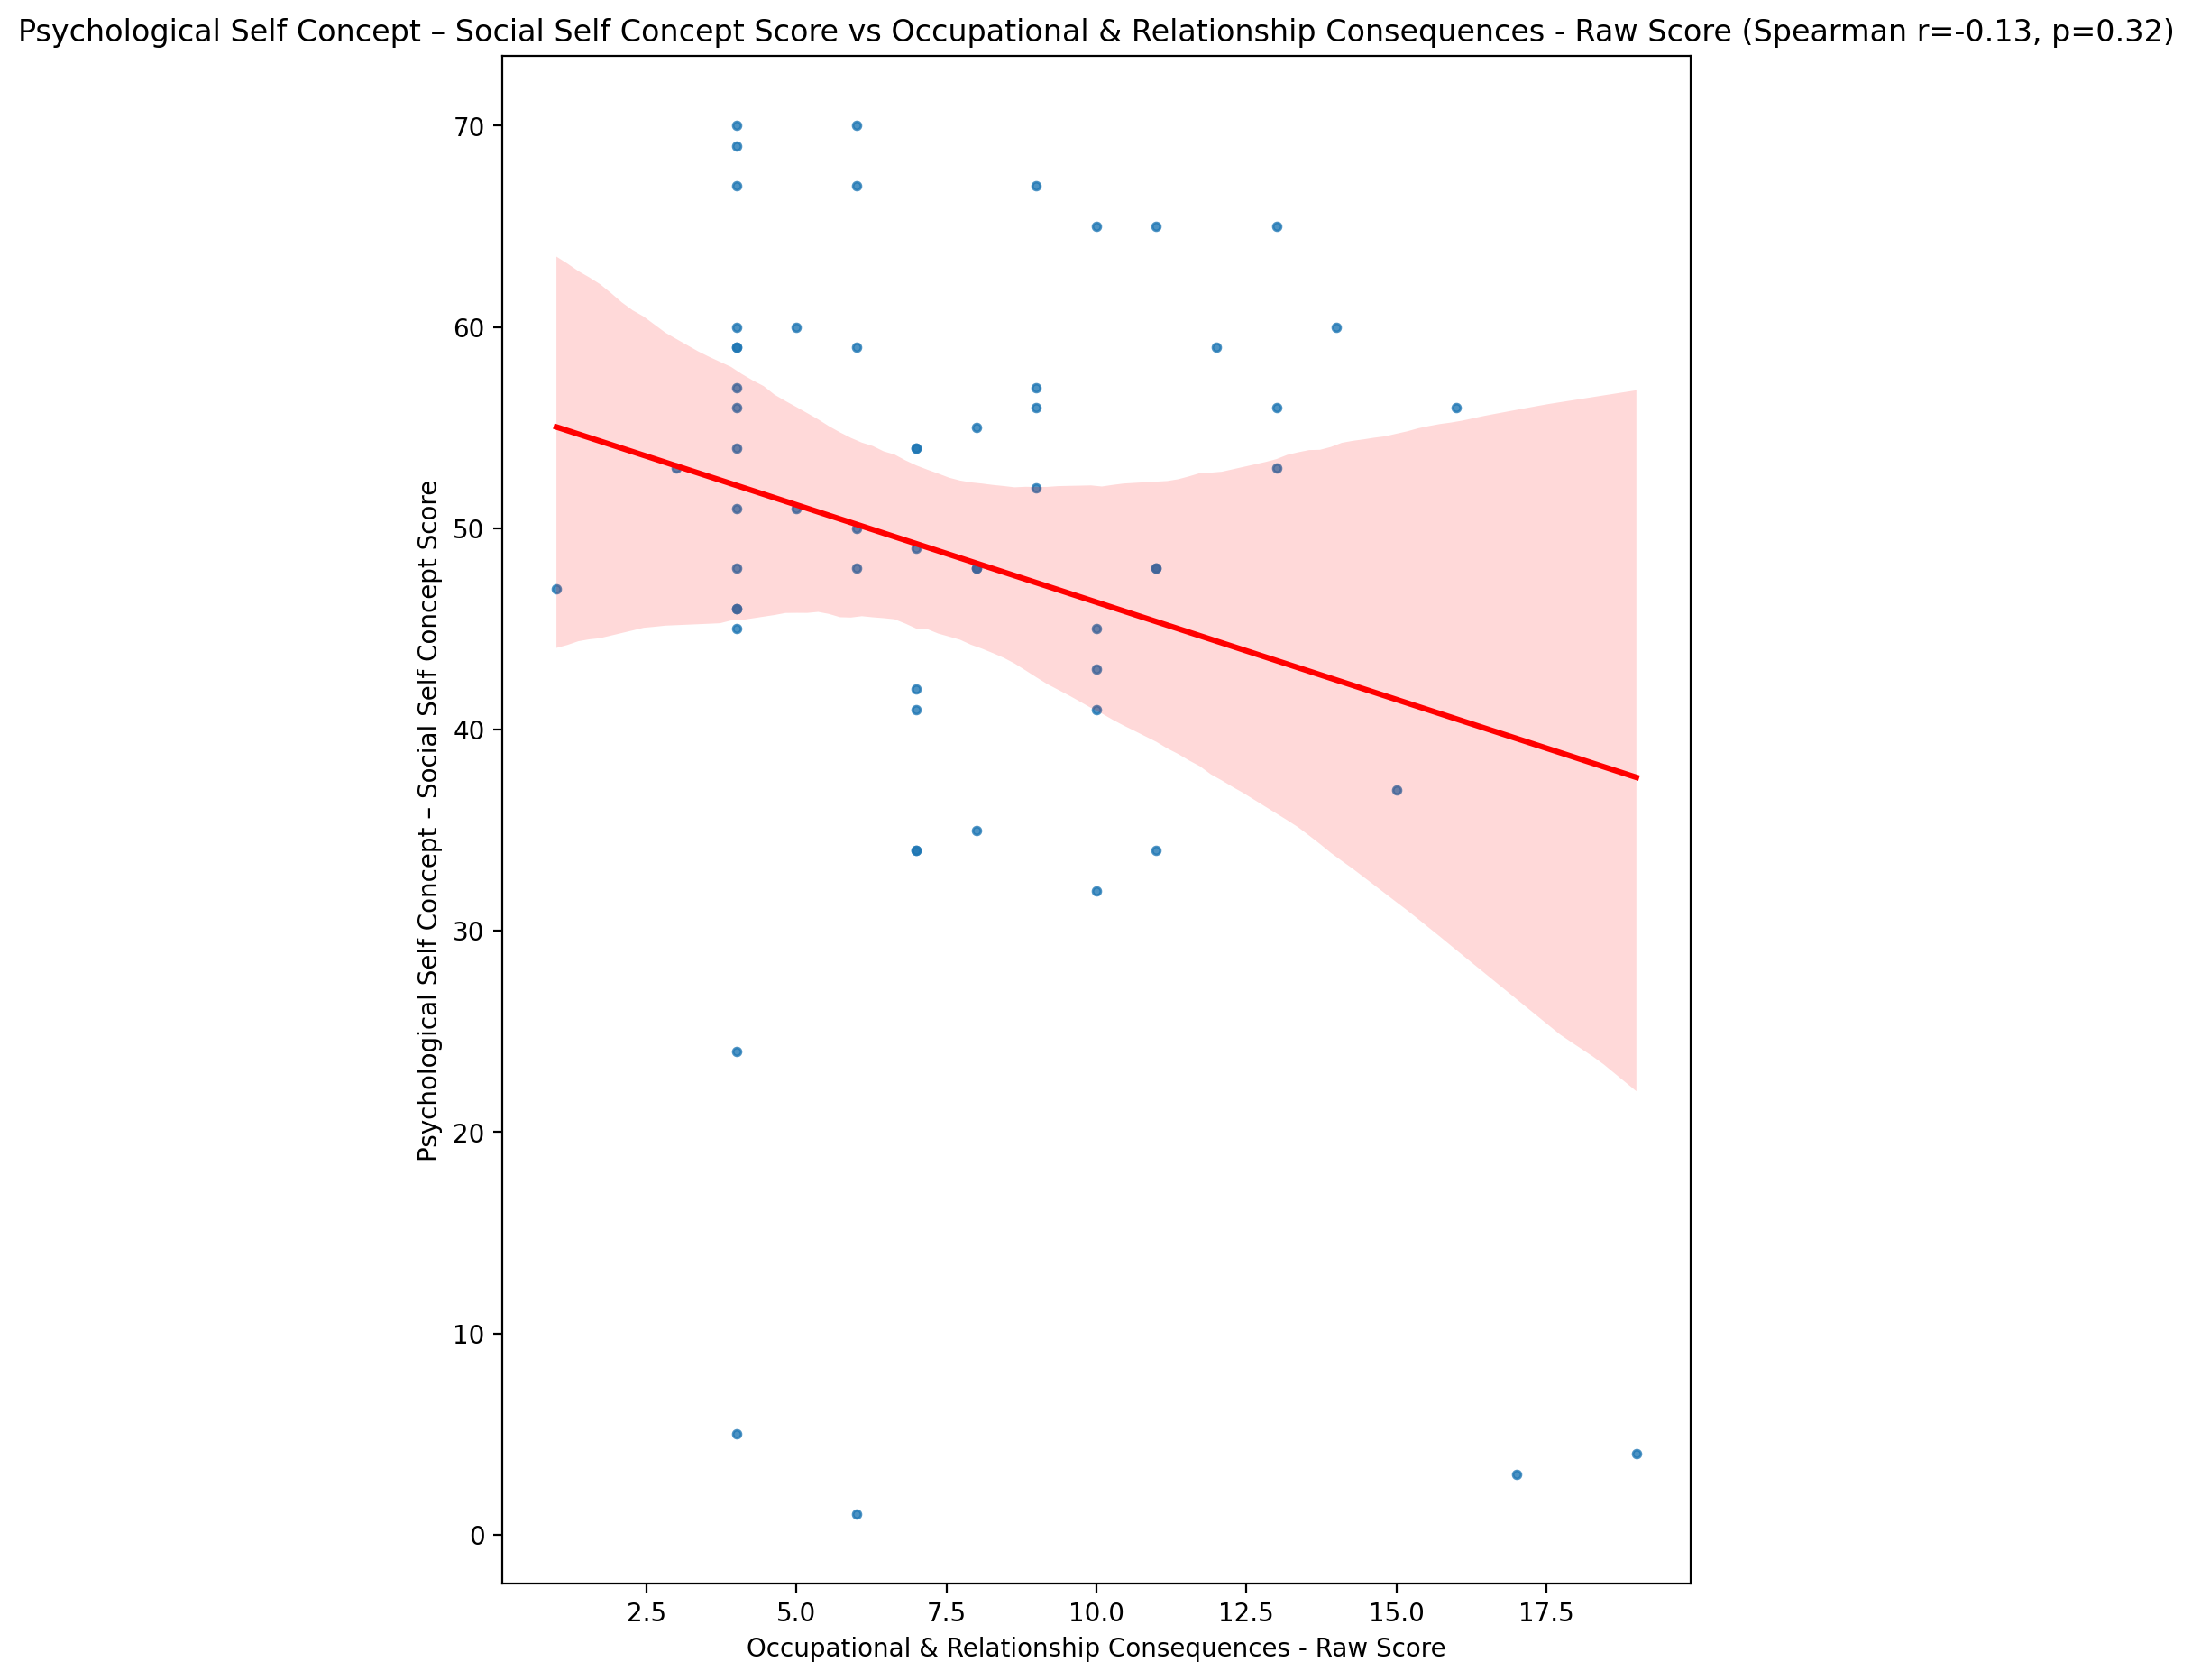 Psychological Self Concept – Social Self Concept Score vs Occupational & Relationship Consequences - Raw Score (Spearman r=-0.13, p=0.32)
Psychological Self Concept – Social Self Concept Score
70
60
50
40
30
20
10
0
2.5 5.0 7.5 10.0 12.5 15.0 17.5
Occupational & Relationship Consequences - Raw Score